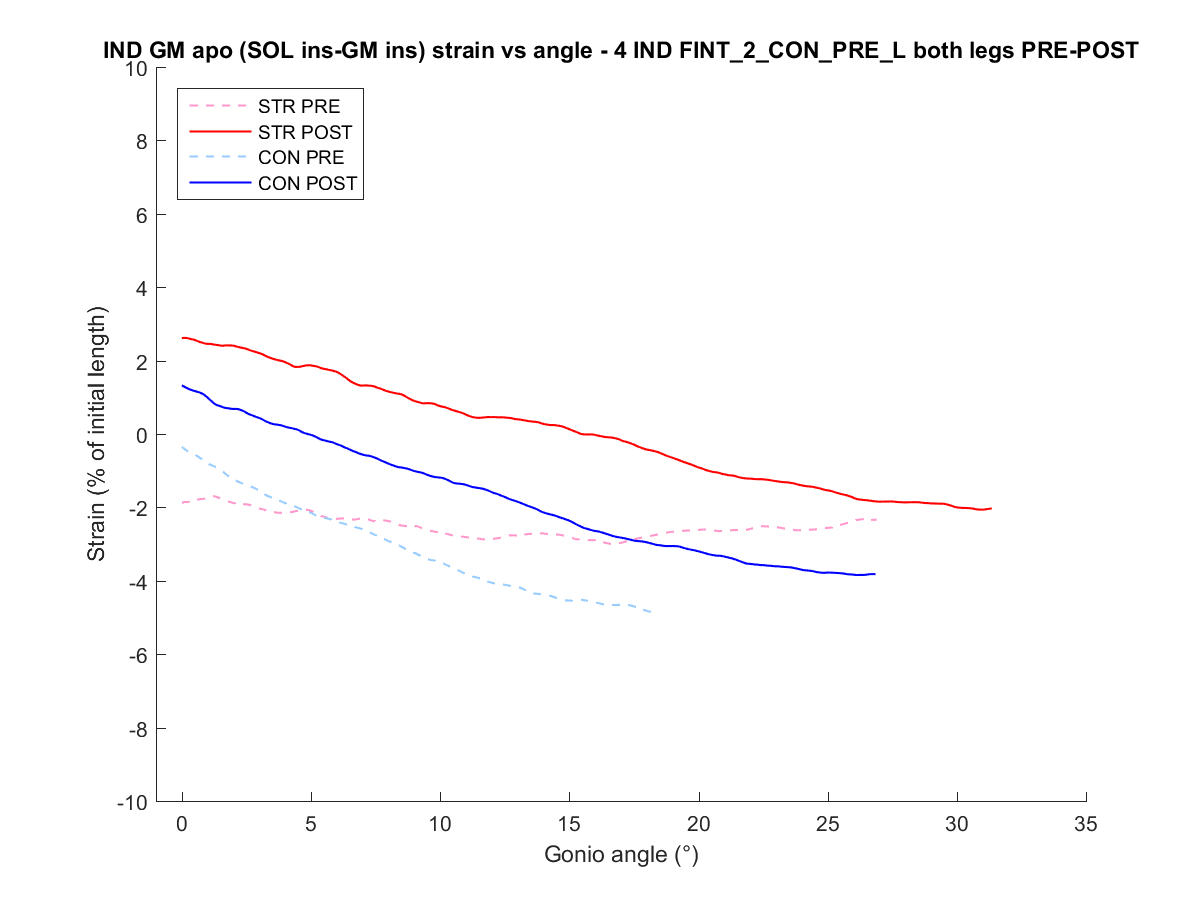 IND GM apo (SOL ins-GM ins) strain vs angle - 4 IND FINT_2_CON_PRE_L both legs PRE-POST
STR PRE
STR POST
CON PRE
CON POST
10
8
6
4
2
0
-2
-4
-6
-8
-10
Strain (% of initial length)
0 5 10 15 20 25 30 35
Gonio angle (°)